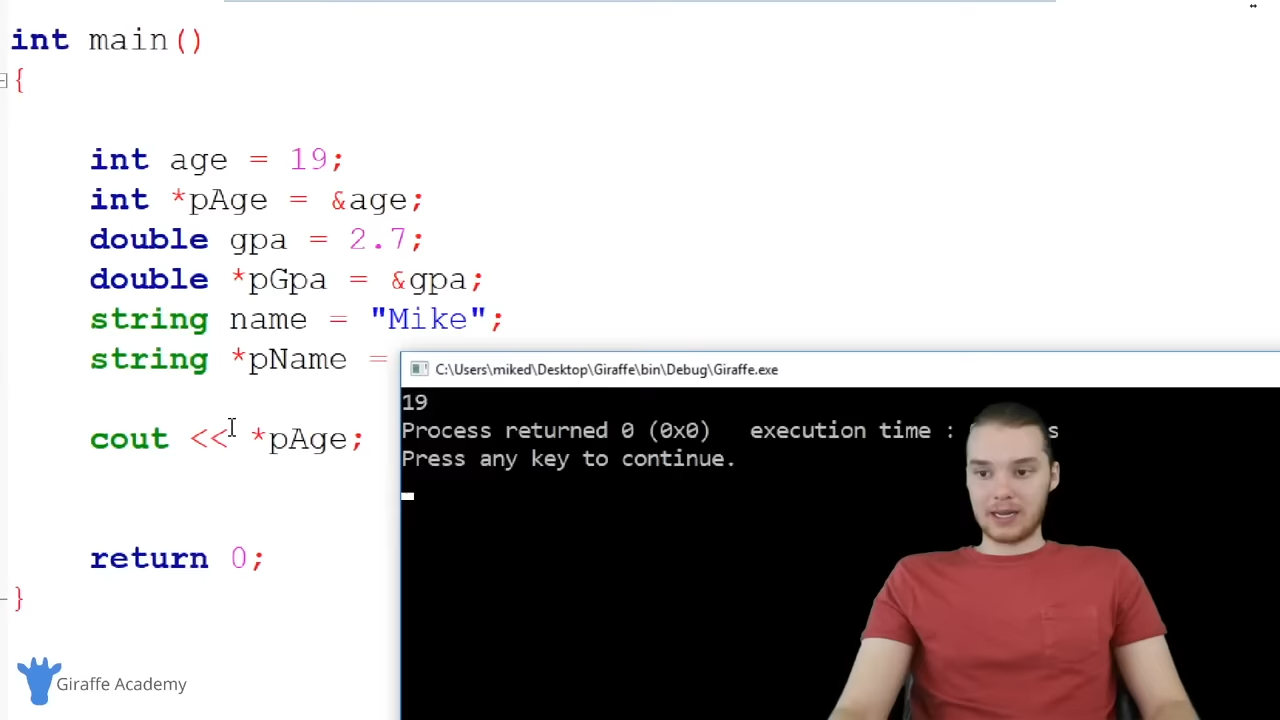 int main()
{
int age = 19;
int *pAge = &age;
double gpa = 2.7;
double *pGpa = &gpa;
string name = "Mike";
string *pName =
cout << *pAge;
return 0;
}
C:\Users\miked\Desktop\Giraffe\bin\Debug\Giraffe.exe
19
Process returned 0 (0x0)   execution time : s
Press any key to continue.
Giraffe Academy